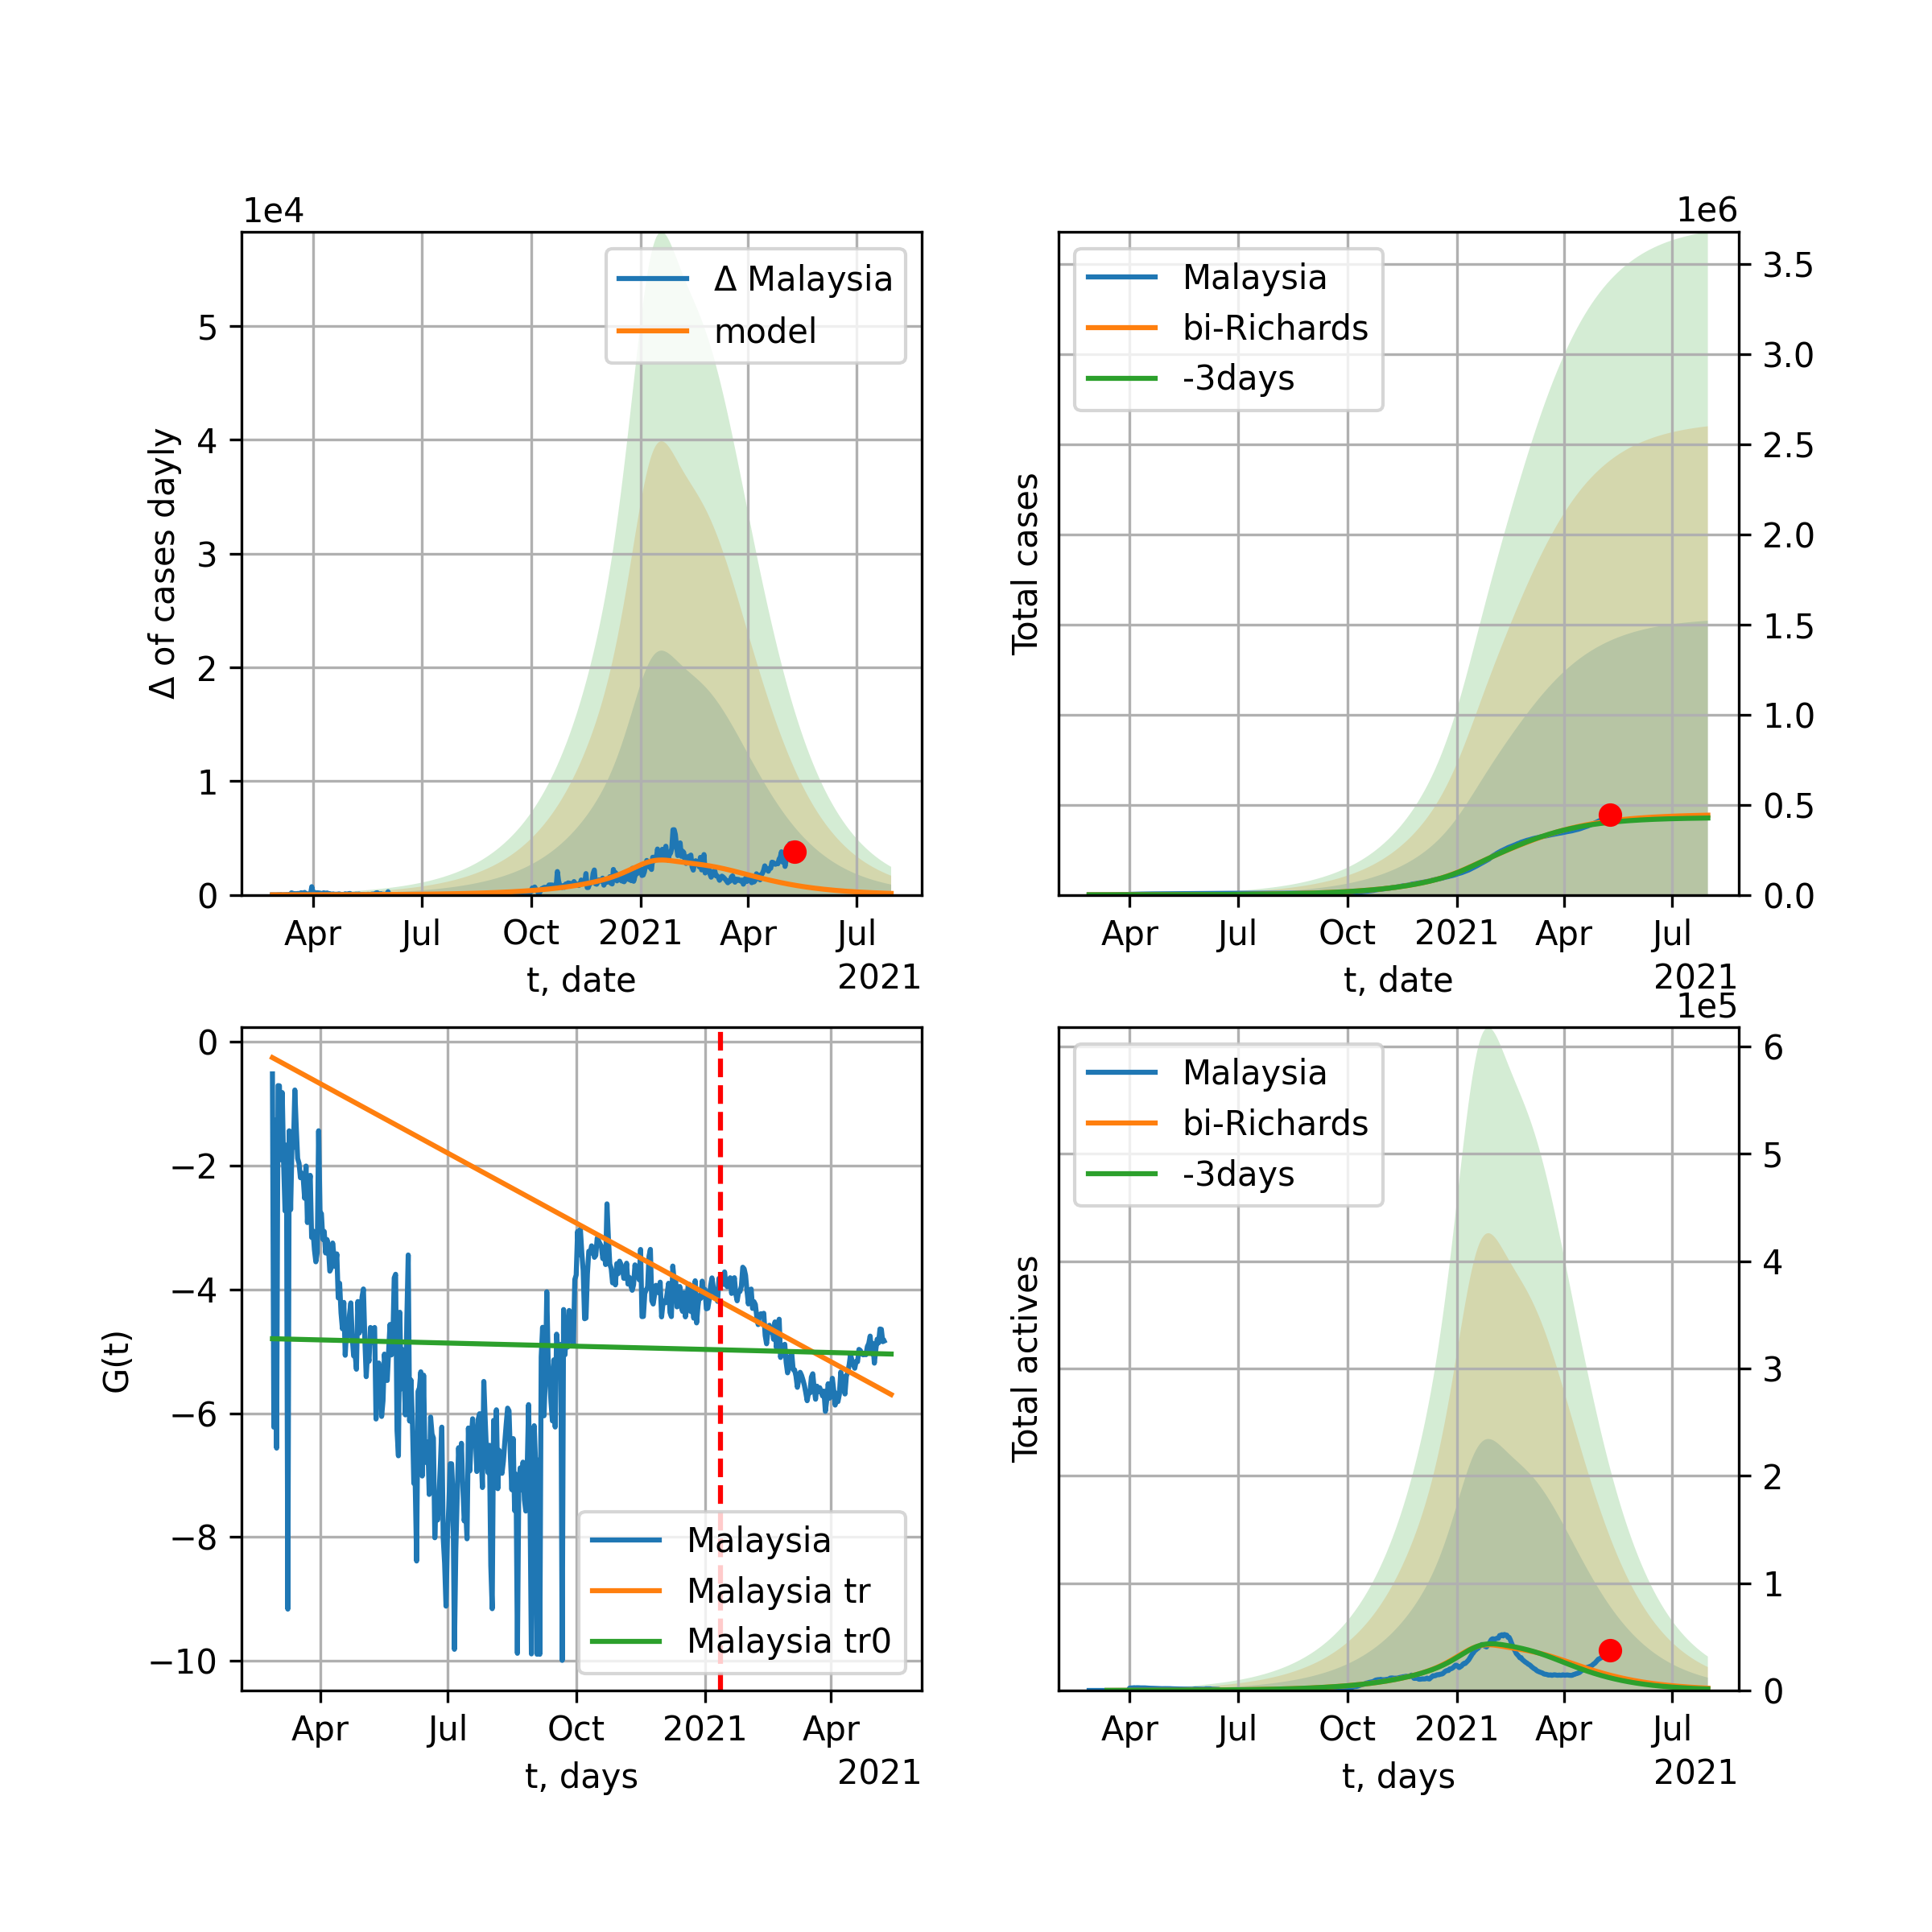 1e4
Δ Malaysia
model
5
4
3
2
1
0
Δ of cases dayly
Apr
Jul
Oct
2021
Apr
Jul
t, date
2021
1e6
Malaysia
bi-Richards
-3days
3.5
3.0
2.5
2.0
1.5
1.0
0.5
0.0
Total cases
Apr
Jul
Oct
2021
Apr
Jul
t, date
2021
0
−2
−4
−6
−8
−10
G(t)
Malaysia
Malaysia tr
Malaysia tr0
Apr
Jul
Oct
2021
Apr
t, days
2021
1e5
Malaysia
bi-Richards
-3days
6
5
4
3
2
1
0
Total actives
Apr
Jul
Oct
2021
Apr
Jul
t, days
2021